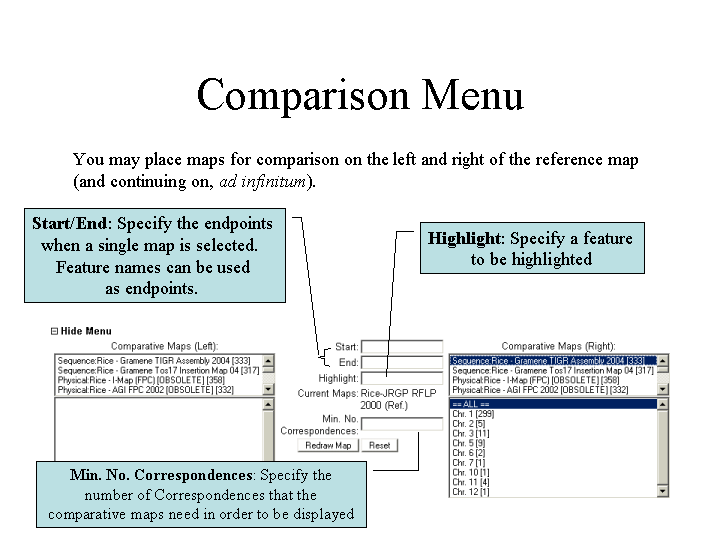 Comparison Menu
You may place maps for comparison on the left and right of the reference map
(and continuing on, ad infinitum).
Start/End: Specify the endpoints
when a single map is selected.
Feature names can be used
as endpoints.
Highlight: Specify a feature
to be highlighted
Hide Menu
Comparative Maps (Left):
Sequence:Rice - Gramene TIGR Assembly 2004 [333]
Sequence:Rice - Gramene Tos17 Insertion Map 04 [317]
Physical:Rice - I-Map (FPC) [OBSOLETE] [358]
Physical:Rice - AGI FPC 2002 [OBSOLETE] [332]
Start:
End:
Highlight:
Current Maps: Rice-JRGP RFLP
2000 (Ref.)
Min. No.
Correspondences:
Redraw Map Reset
Comparative Maps (Right):
Sequence:Rice - Gramene TIGR Assembly 2004 [333]
Sequence:Rice - Gramene Tos17 Insertion Map 04 [317]
Physical:Rice - I-Map (FPC) [OBSOLETE] [358]
Physical:Rice - AGI FPC 2002 [OBSOLETE] [332]
== ALL ==
Chr. 1 [299]
Chr. 2 [5]
Chr. 3 [11]
Chr. 5 [9]
Chr. 6 [2]
Chr. 7 [1]
Chr. 10 [1]
Chr. 11 [4]
Chr. 12 [1]
Min. No. Correspondences: Specify the
number of Correspondences that the
comparative maps need in order to be displayed